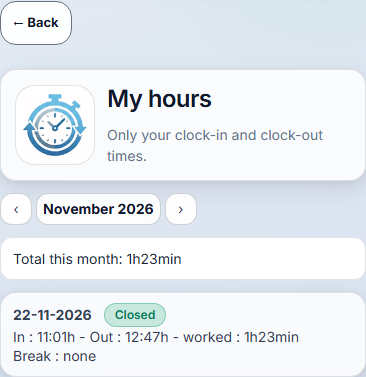 ← Back
My hours
Only your clock-in and clock-out
times.
‹ November 2026 ›
Total this month: 1h23min
22-11-2026 Closed
In : 11:01h - Out : 12:47h - worked : 1h23min
Break : none